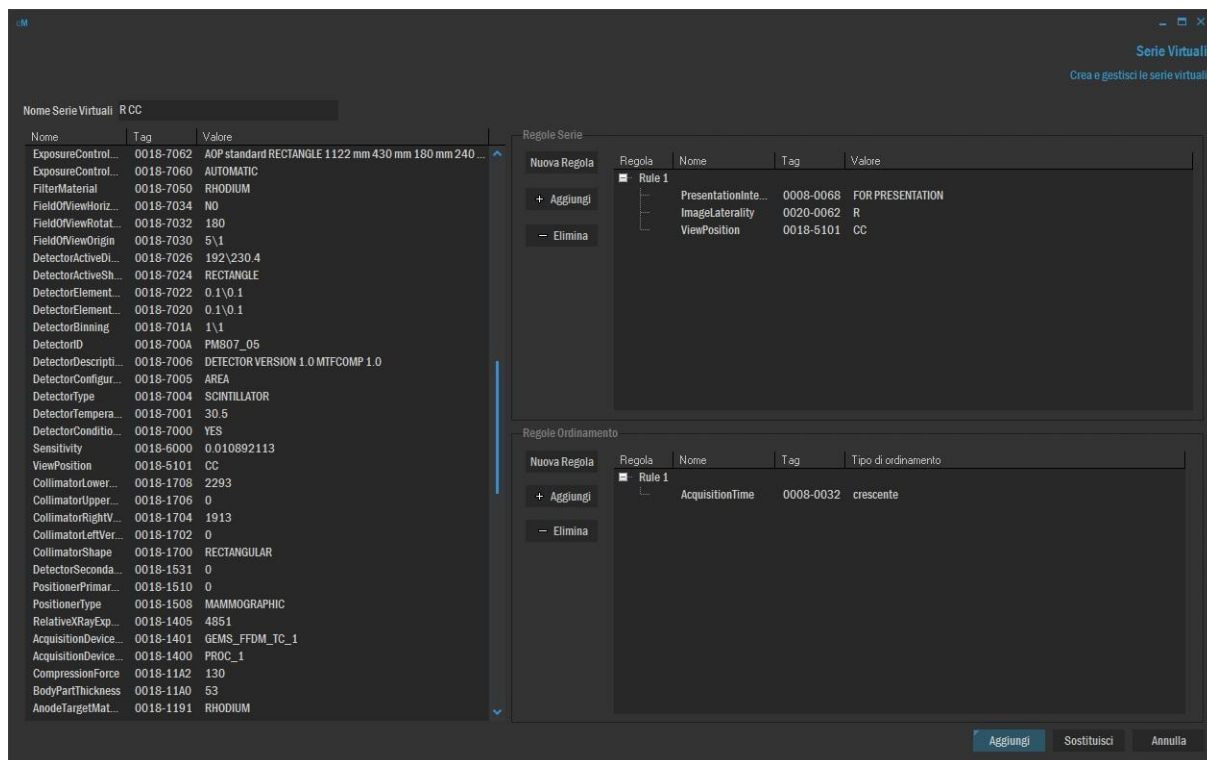 eM
Serie Virtuali
Crea e gestisci le serie virtuali
Nome Serie Virtuali R CC
Nome Tag Valore
ExposureControl... 0018-7062 AOP standard RECTANGLE 1122 mm 430 mm 180 mm 240 ...
ExposureControl... 0018-7060 AUTOMATIC
FilterMaterial 0018-7050 RHODIUM
FieldOfViewHoriz... 0018-7034 NO
FieldOfViewRotat... 0018-7032 180
FieldOfViewOrigin 0018-7030 5\1
DetectorActiveDi... 0018-7026 192\230.4
DetectorActiveSh... 0018-7024 RECTANGLE
DetectorElement... 0018-7022 0.1\0.1
DetectorElement... 0018-7020 0.1\0.1
DetectorBinning 0018-701A 1\1
DetectorID 0018-700A PM807_05
DetectorDescripti... 0018-7006 DETECTOR VERSION 1.0 MTFCOMP 1.0
DetectorConfigur... 0018-7005 AREA
DetectorType 0018-7004 SCINTILLATOR
DetectorTempera... 0018-7001 30.5
DetectorConditio... 0018-7000 YES
Sensitivity 0018-6000 0.010892113
ViewPosition 0018-5101 CC
CollimatorLower... 0018-1708 2293
CollimatorUpper... 0018-1706 0
CollimatorRightV... 0018-1704 1913
CollimatorLeftVer... 0018-1702 0
CollimatorShape 0018-1700 RECTANGULAR
DetectorSeconda... 0018-1531 0
PositionerPrimar... 0018-1510 0
PositionerType 0018-1508 MAMMOGRAPHIC
RelativeXRayExp... 0018-1405 4851
AcquisitionDevice... 0018-1401 GEMS_FFDM_TC_1
AcquisitionDevice... 0018-1400 PROC_1
CompressionForce 0018-11A2 130
BodyPartThickness 0018-11A0 53
AnodeTargetMat... 0018-1191 RHODIUM
Regole Serie
Nuova Regola
+ Aggiungi
− Elimina
Regola Nome Tag Valore
Rule 1
PresentationInte... 0008-0068 FOR PRESENTATION
ImageLaterality 0020-0062 R
ViewPosition 0018-5101 CC
Regole Ordinamento
Nuova Regola
+ Aggiungi
− Elimina
Regola Nome Tag Tipo di ordinamento
Rule 1
AcquisitionTime 0008-0032 crescente
Aggiungi Sostituisci Annulla